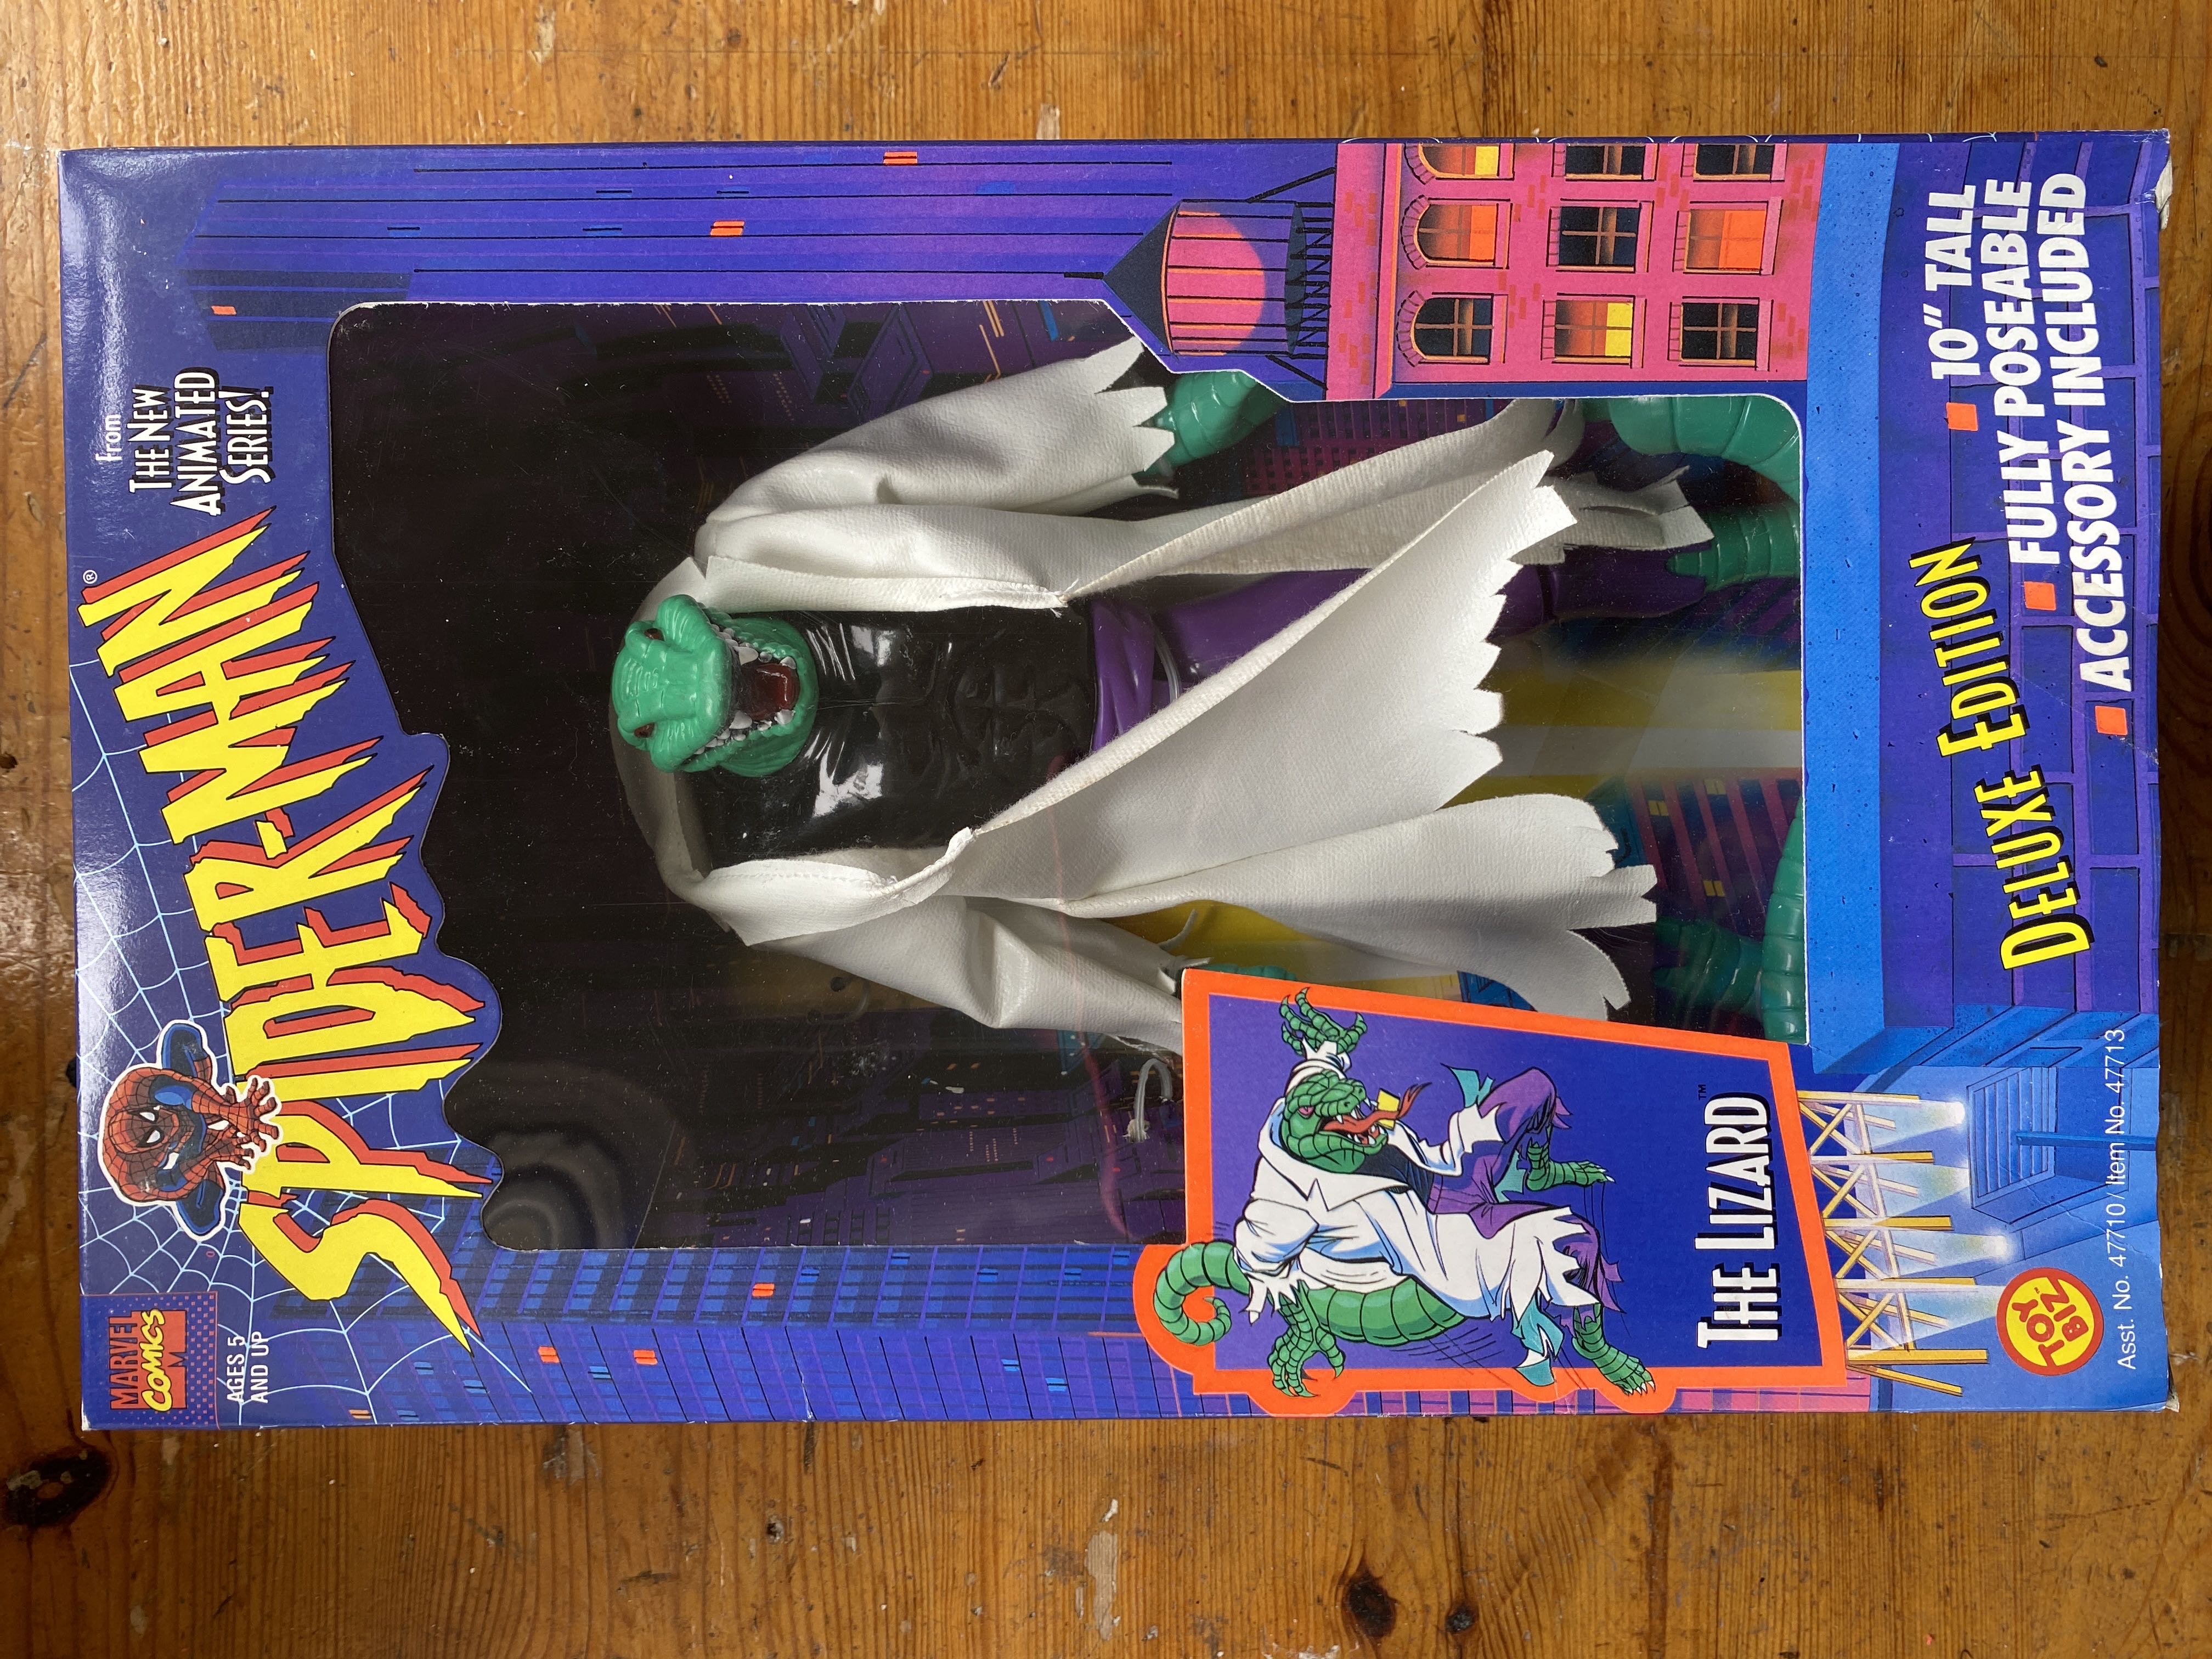 MARVEL
COMICS
AGES 5
AND UP
SPIDER-MAN®
From
THE NEW
ANIMATED
SERIES!
THE LIZARD™
DELUXE EDITION
10" TALL
FULLY POSEABLE
ACCESSORY INCLUDED
TOY
BIZ
Asst. No. 47710/ Item No. 47713